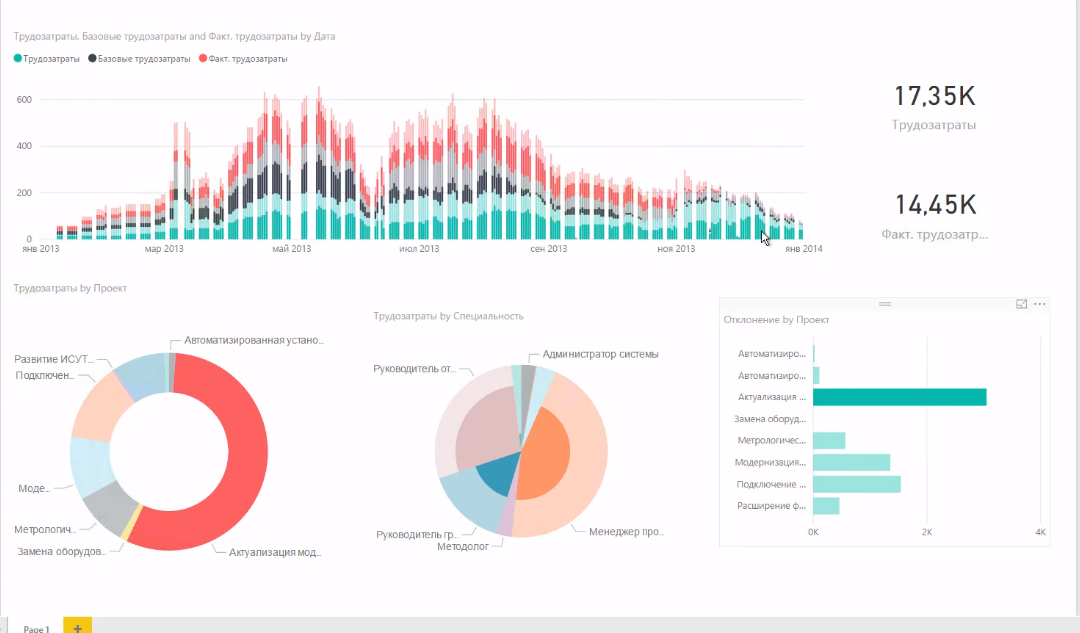 Трудозатраты, Базовые трудозатраты and Факт. трудозатраты by Дата
Трудозатраты Базовые трудозатраты Факт. трудозатраты
600
400
200
0
янв 2013 мар 2013 май 2013 июл 2013 сен 2013 ноя 2013 янв 2014
17,35K
Трудозатраты
14,45K
Факт. трудозатр...
Трудозатраты by Проект
Автоматизированная устано...
Развитие ИСУТ...
Подключен...
Моде...
Метрологич...
Замена оборудов...
Актуализация мод...
Трудозатраты by Специальность
Администратор системы
Руководитель от...
Руководитель гр...
Методолог
Менеджер про...
Отклонение by Проект
Автоматизиро...
Автоматизиро...
Актуализация ...
Замена оборуд...
Метрологичес...
Модернизация...
Подключение ...
Расширение ф...
0K 2K 4K
Page 1 +